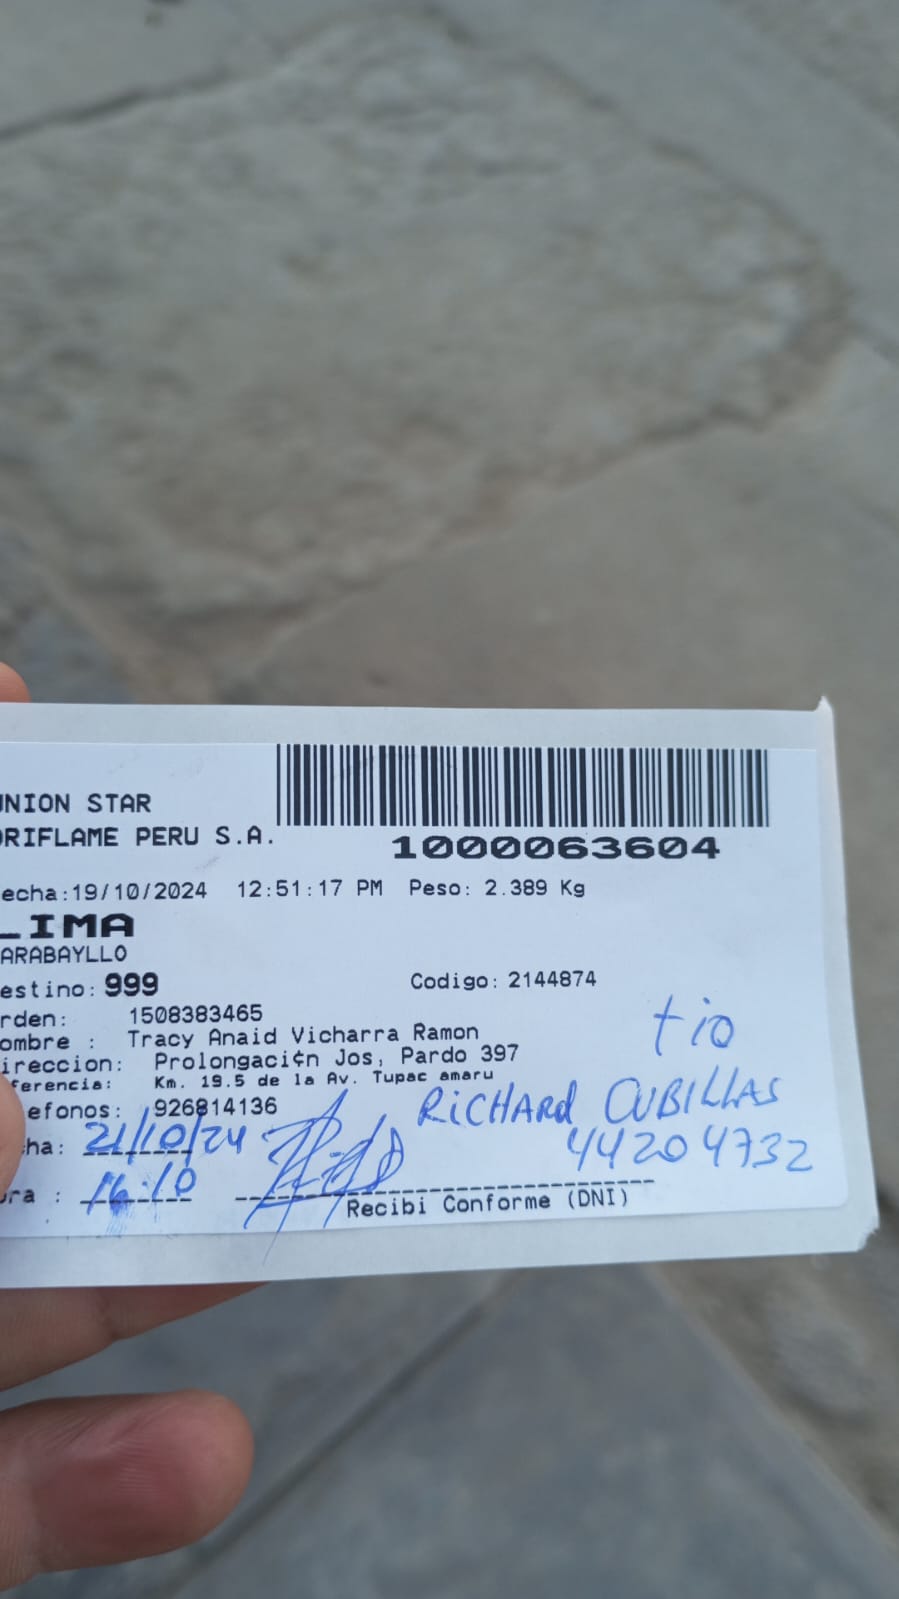 UNION STAR
ORIFLAME PERU S.A.
1000063604
echa:19/10/2024 12:51:17 PM Peso: 2.389 Kg
LIMA
ARABAYLLO
estino: 999 Codigo: 2144874
rden: 1508383465
ombre : Tracy Anaid Vicharra Ramon
ireccion: Prolongaci¢n Jos, Pardo 397
ferencia: Km. 19.5 de la Av. Tupac amaru
efonos: 926814136
tio
RICHARD CUBILLAS
44204732
ha: 21/10/24
ra : 16:10
Recibi Conforme (DNI)